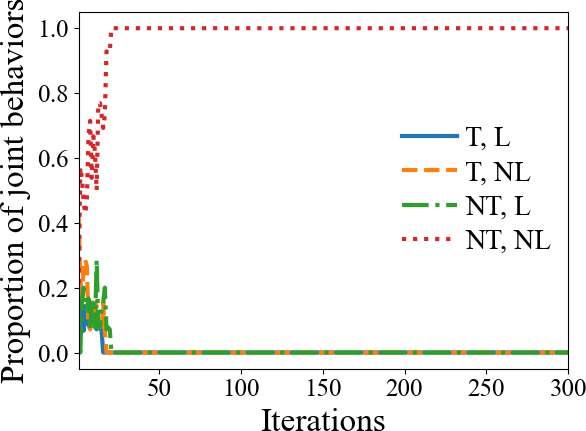 Proportion of joint behaviors
1.0
0.8
0.6
0.4
0.2
0.0
T, L
T, NL
NT, L
NT, NL
50 100 150 200 250 300
Iterations